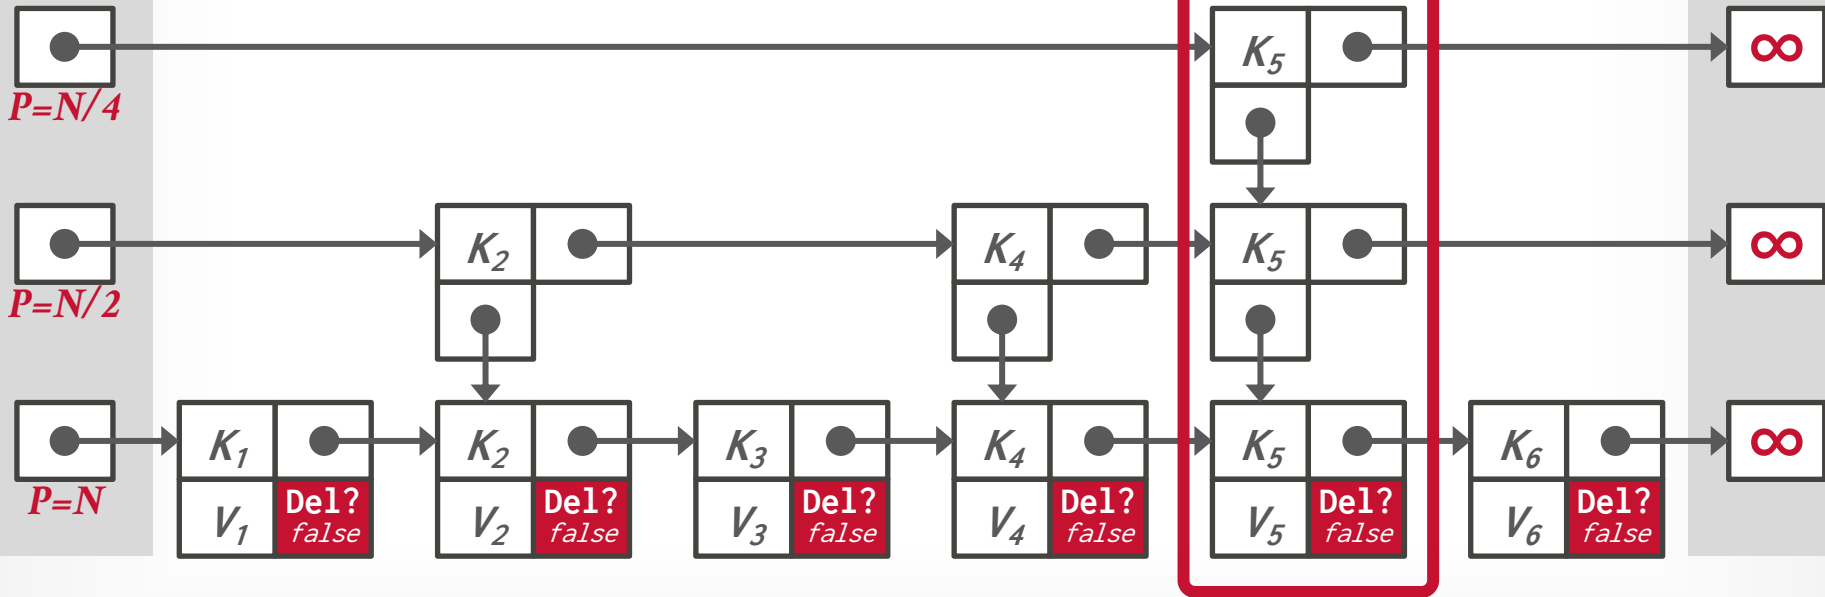 K5 ∞
P=N/4
K2 K4 K5 ∞
P=N/2
K1 K2 K3 K4 K5 K6 ∞
P=N
V1 Del? false V2 Del? false V3 Del? false V4 Del? false V5 Del? false V6 Del? false